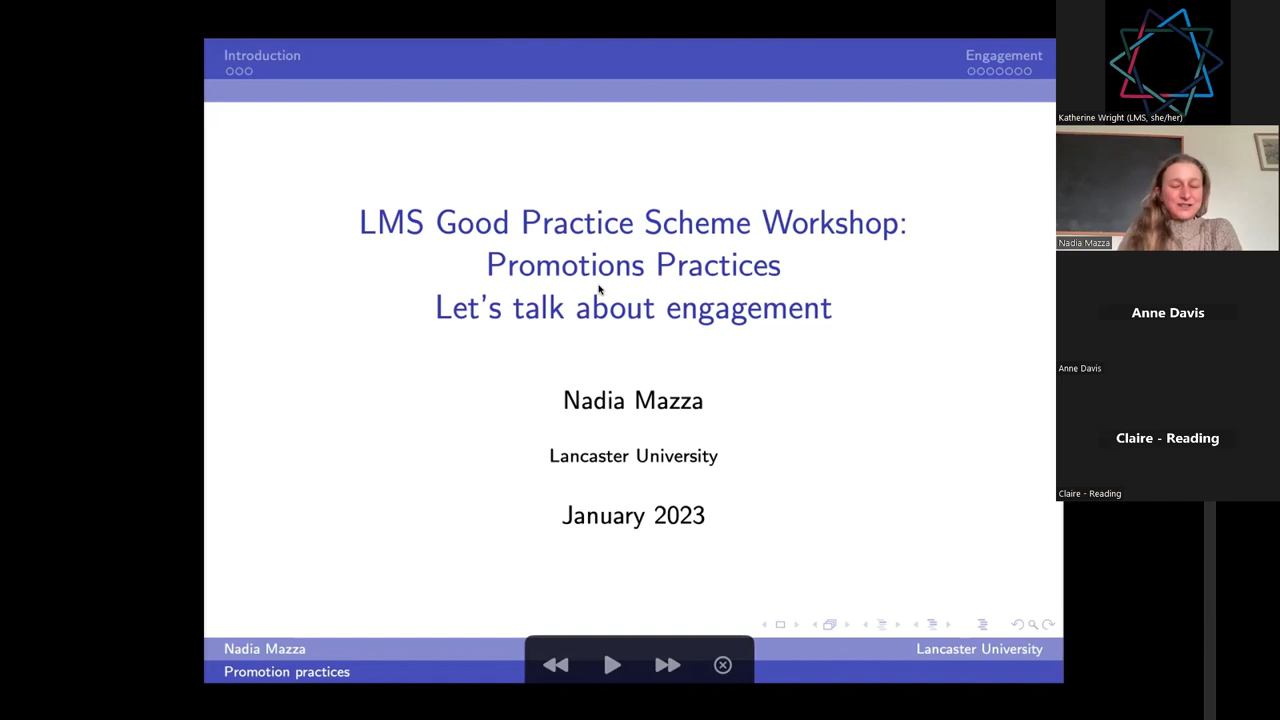 Introduction
Engagement
LMS Good Practice Scheme Workshop:
Promotions Practices
Let's talk about engagement
Nadia Mazza
Lancaster University
January 2023
Nadia Mazza
Lancaster University
Promotion practices
Katherine Wright (LMS, she/her)
Nadia Mazza
Anne Davis
Anne Davis
Claire - Reading
Claire - Reading